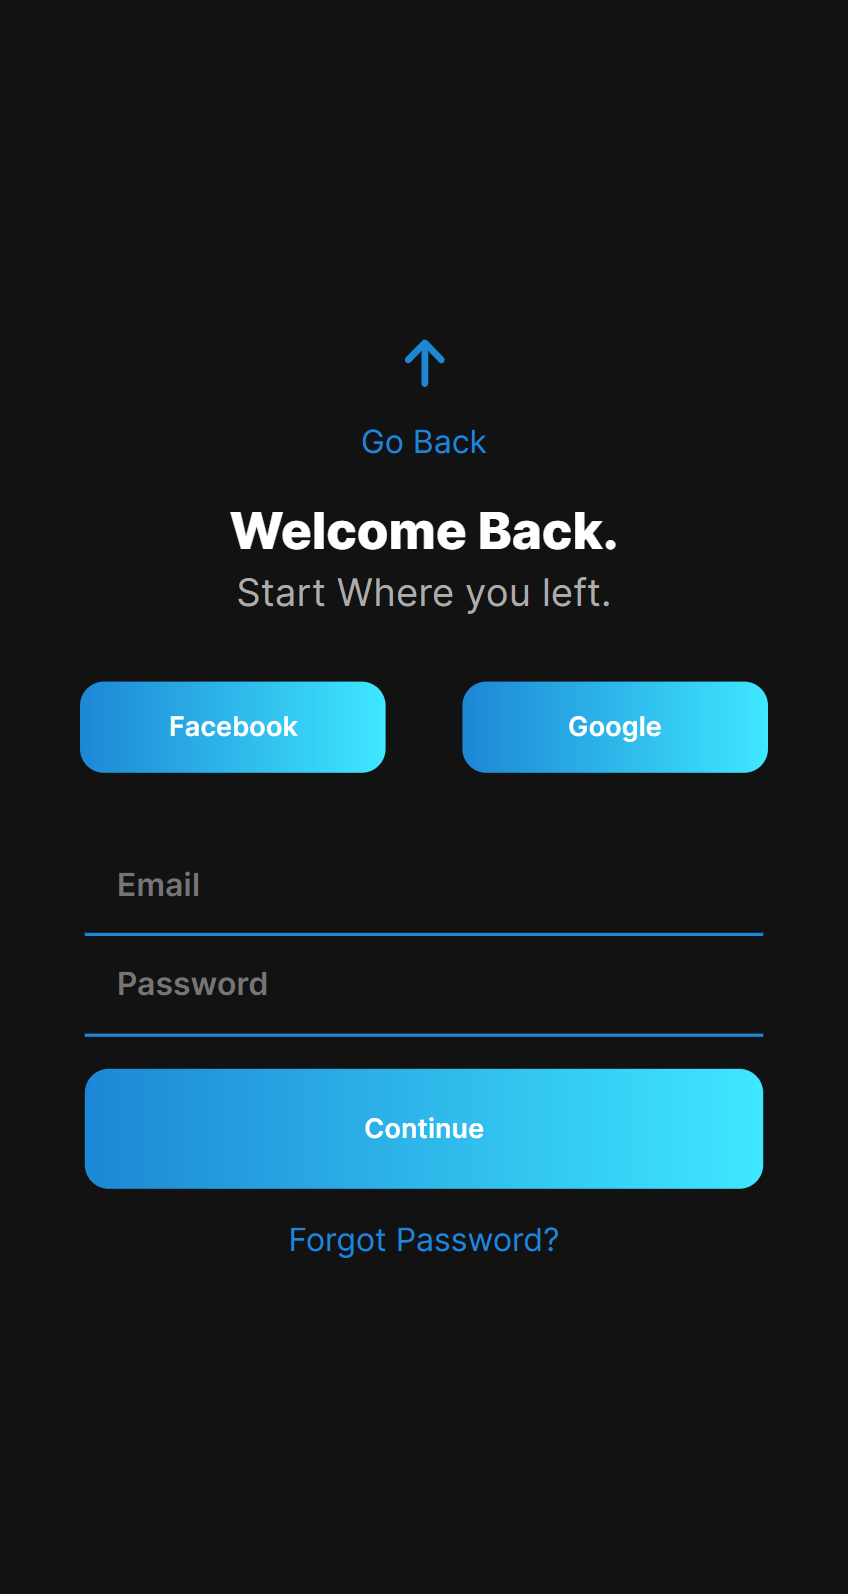 Go Back
Welcome Back.
Start Where you left.
Facebook Google
Email
Password
Continue
Forgot Password?